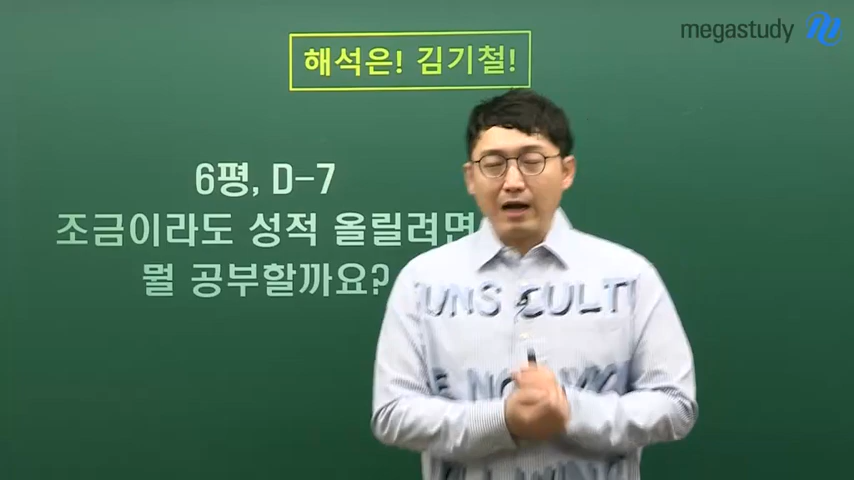 megastudy
해석은! 김기철!
6평, D-7
조금이라도 성적 올릴려면
뭘 공부할까요?
CULT